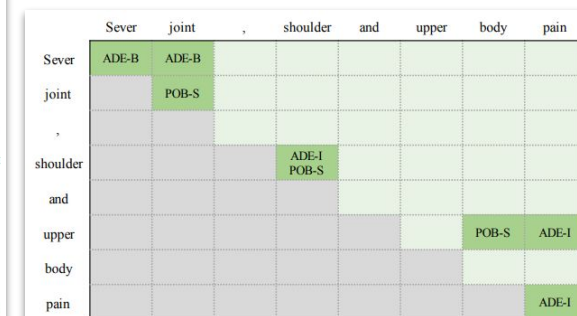 Sever joint , shoulder and upper body pain
Sever ADE-B ADE-B
joint POB-S
,
shoulder ADE-I
POB-S
and
upper POB-S ADE-I
body
pain ADE-I